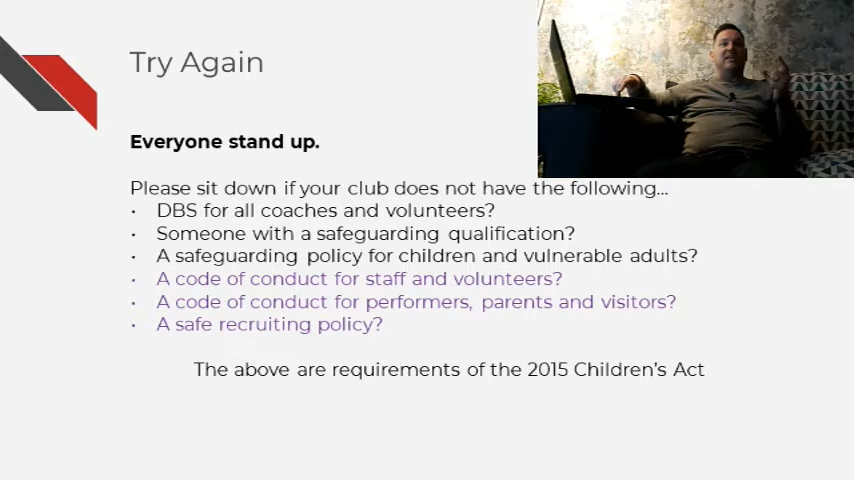 Try Again
Everyone stand up.
Please sit down if your club does not have the following...
• DBS for all coaches and volunteers?
• Someone with a safeguarding qualification?
• A safeguarding policy for children and vulnerable adults?
• A code of conduct for staff and volunteers?
• A code of conduct for performers, parents and visitors?
• A safe recruiting policy?
The above are requirements of the 2015 Children's Act